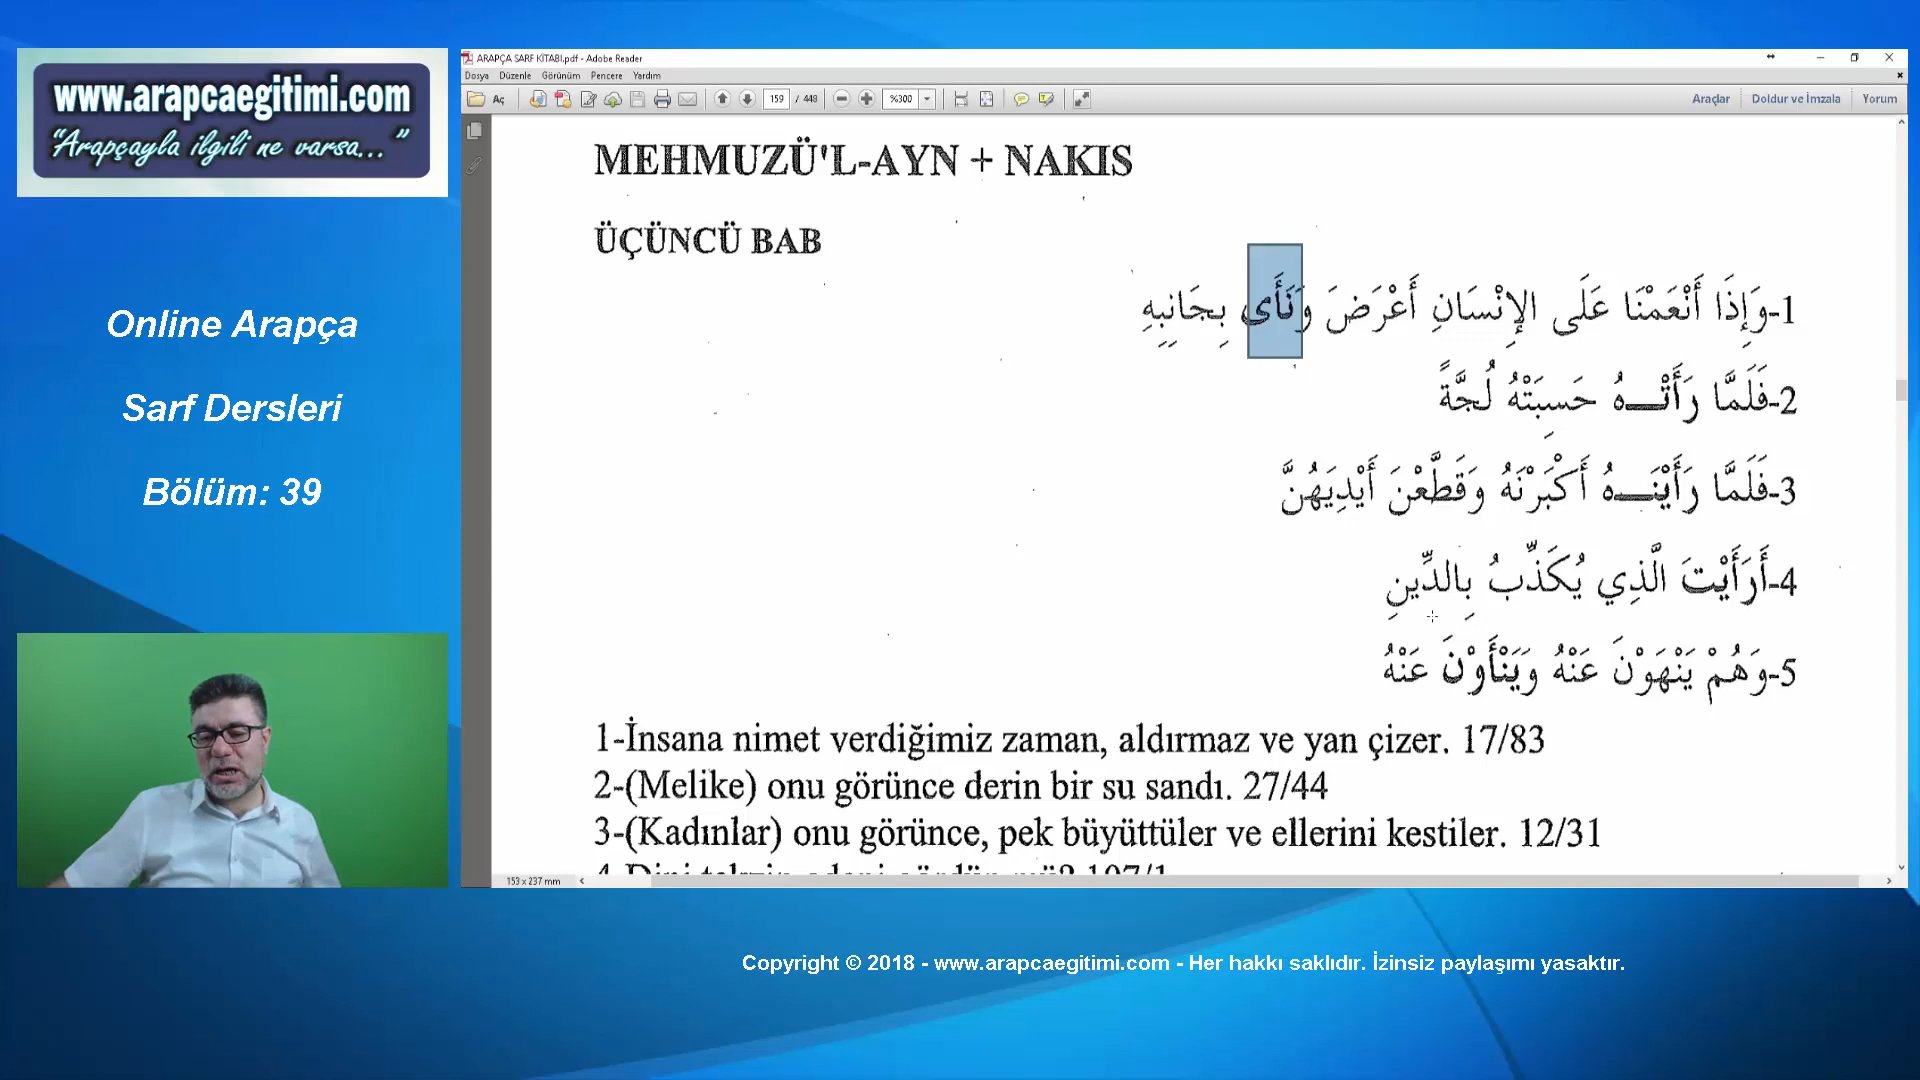 www.arapcaegitimi.com
“Arapçayla ilgili ne varsa...”
Online Arapça
Sarf Dersleri
Bölüm: 39
ARAPÇA SARF KİTABI.pdf - Adobe Reader
Dosya Düzenle Görünüm Pencere Yardım
Aç 159 / 448 %300 Araçlar Doldur ve İmzala Yorum
MEHMUZÜ'L-AYN + NAKIS
ÜÇÜNCÜ BAB
1-وَإِذَا أَنْعَمْنَا عَلَى الإِنْسَانِ أَعْرَضَ وَنَأَى بِجَانِبِهِ
2-فَلَمَّا رَأَتْـــهُ حَسِبَتْهُ لُجَّةً
3-فَلَمَّا رَأَيْنَـــهُ أَكْبَرْنَهُ وَقَطَّعْنَ أَيْدِيَهُنَّ
4-أَرَأَيْتَ الَّذِي يُكَذِّبُ بِالدِّينِ
5-وَهُمْ يَنْهَوْنَ عَنْهُ وَيَنْأَوْنَ عَنْهُ
1-İnsana nimet verdiğimiz zaman, aldırmaz ve yan çizer. 17/83
2-(Melike) onu görünce derin bir su sandı. 27/44
3-(Kadınlar) onu görünce, pek büyüttüler ve ellerini kestiler. 12/31
153 x 237 mm
Copyright © 2018 - www.arapcaegitimi.com - Her hakkı saklıdır. İzinsiz paylaşımı yasaktır.